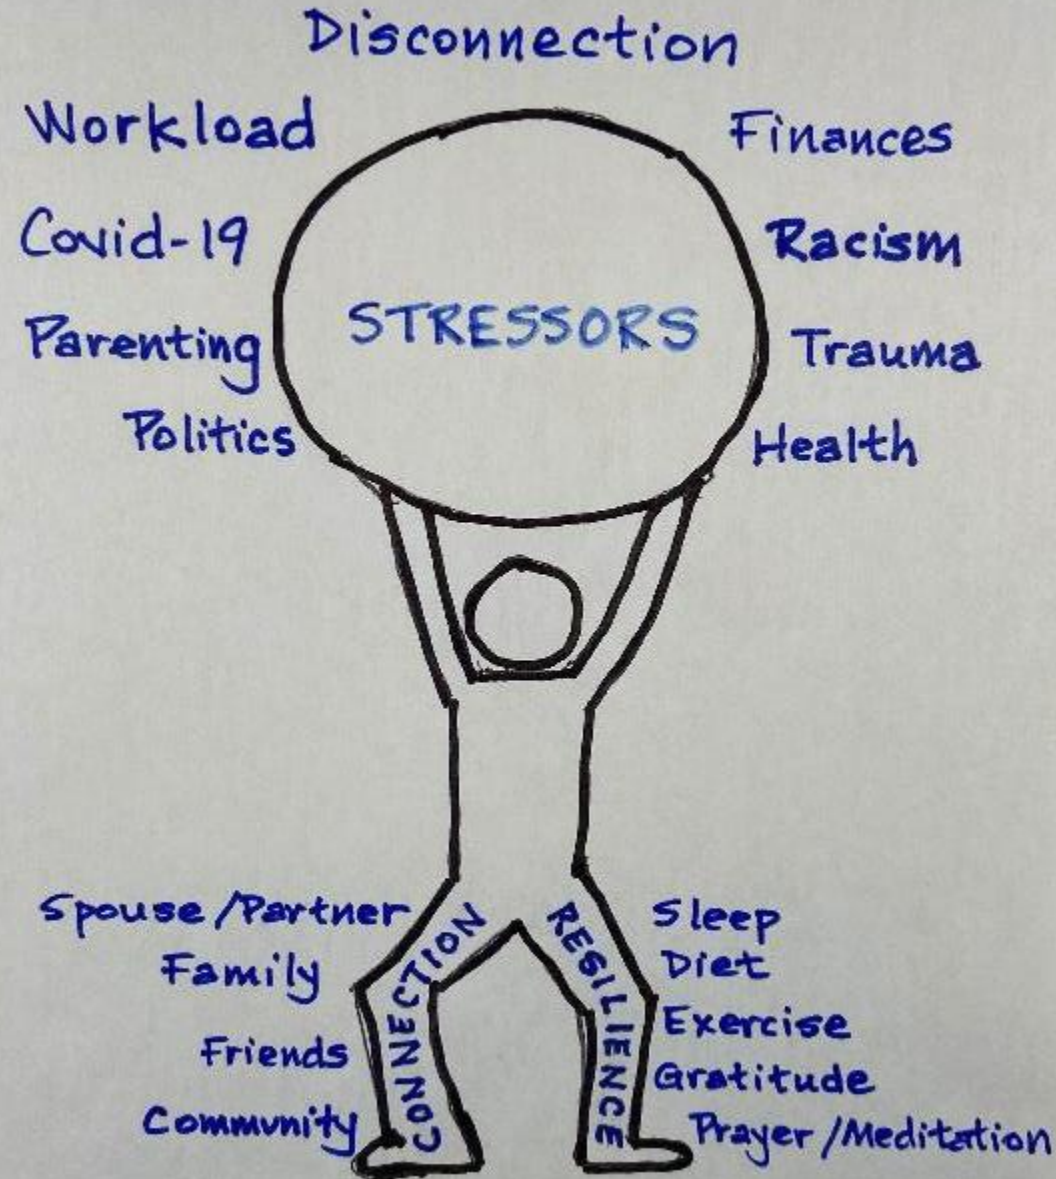 Disconnection
Workload
Finances
Covid-19
Racism
STRESSORS
Parenting
Trauma
Politics
Health
Spouse/Partner
Family
Friends
Community
CONNECTION
RESILIENCE
Sleep
Diet
Exercise
Gratitude
Prayer/Meditation